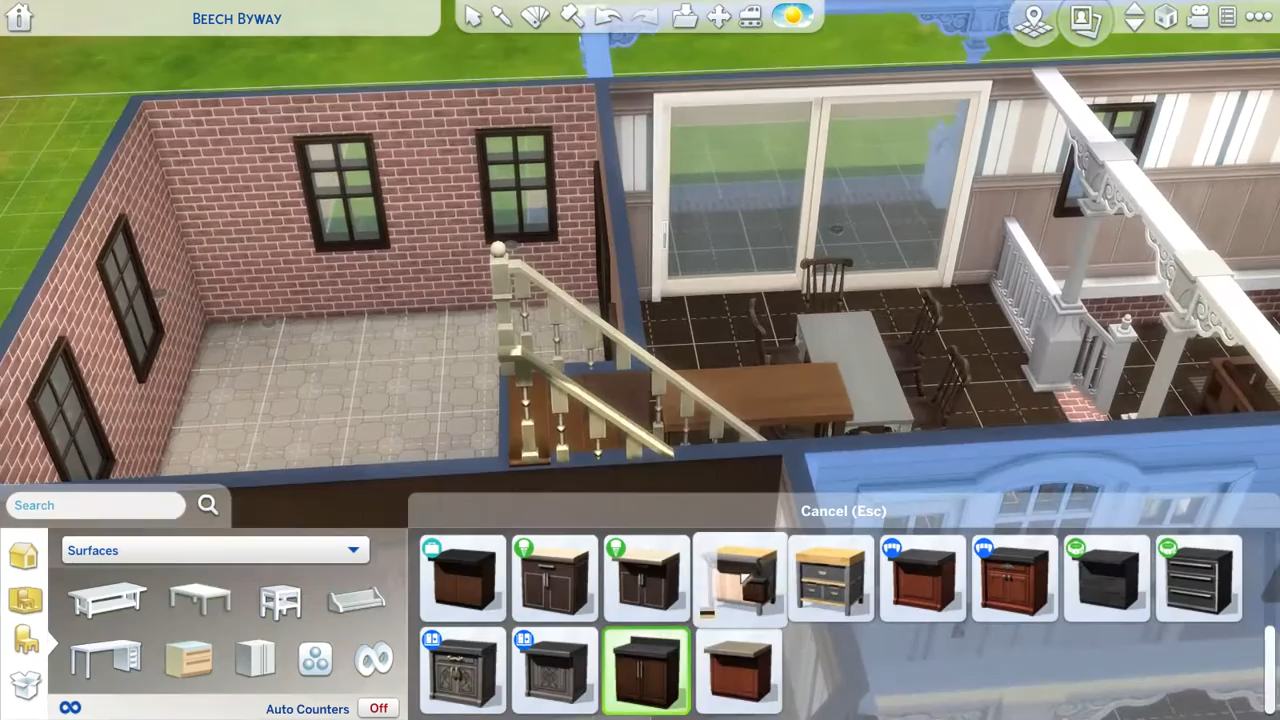 BEECH BYWAY
Search
Cancel (Esc)
Surfaces
Auto Counters
Off